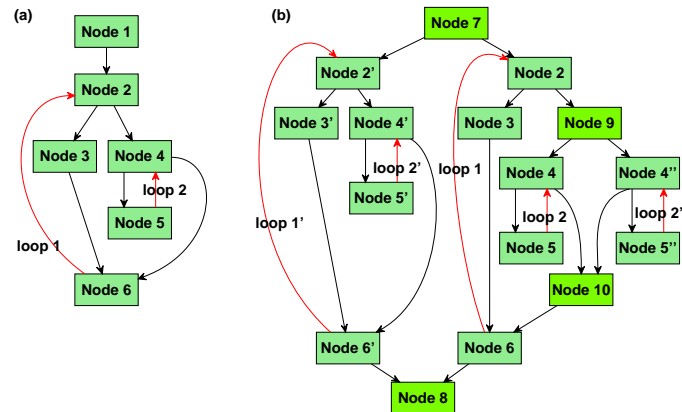 (a)
Node 1
Node 2
Node 3
Node 4
loop 2
Node 5
loop 1
Node 6
(b)
Node 7
Node 2'
Node 2
Node 3'
Node 4'
Node 3
Node 9
loop 2'
loop 1
Node 4
Node 4''
Node 5'
loop 1'
loop 2
loop 2'
Node 5
Node 5''
Node 10
Node 6'
Node 6
Node 8